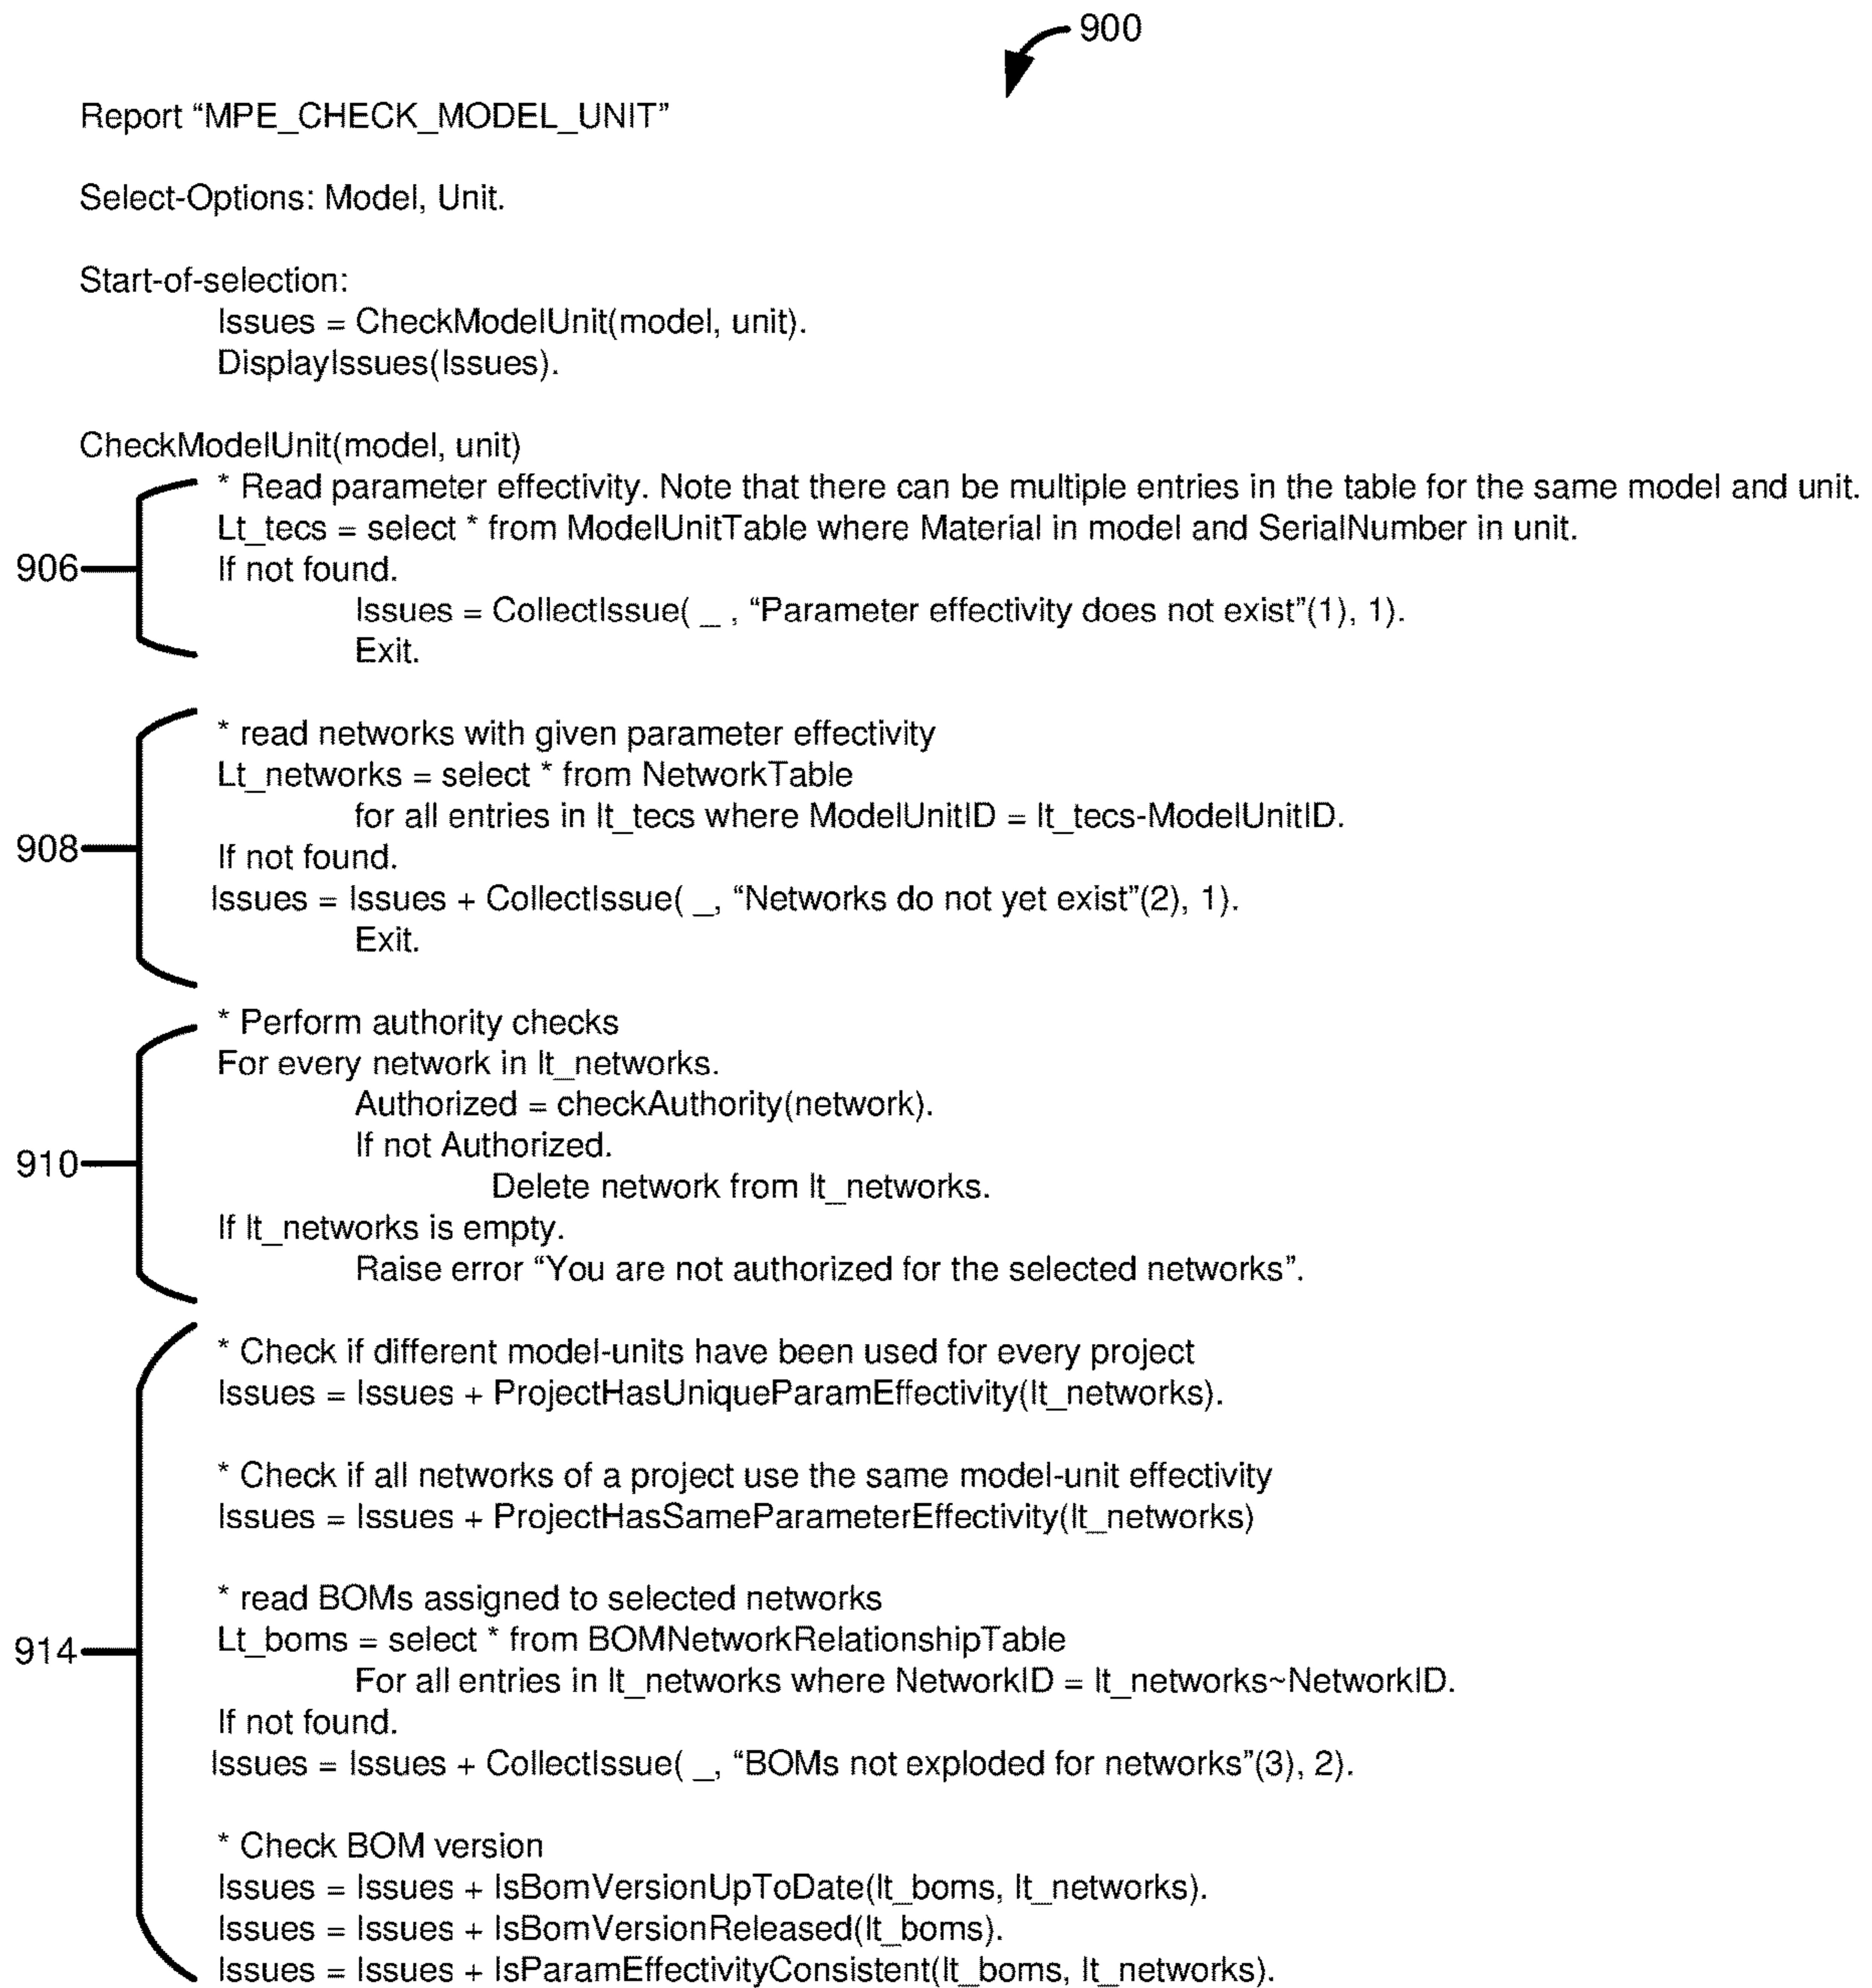 900
Report “MPE_CHECK_MODEL_UNIT”
Select-Options: Model, Unit.
Start-of-selection:
Issues = CheckModelUnit(model, unit).
DisplayIssues(Issues).
CheckModelUnit(model, unit)
* Read parameter effectivity. Note that there can be multiple entries in the table for the same model and unit.
Lt_tecs = select * from ModelUnitTable where Material in model and SerialNumber in unit.
906
If not found.
Issues = CollectIssue( _ , “Parameter effectivity does not exist”(1), 1).
Exit.
* read networks with given parameter effectivity
Lt_networks = select * from NetworkTable
for all entries in lt_tecs where ModelUnitID = lt_tecs-ModelUnitID.
908
If not found.
Issues = Issues + CollectIssue( _, “Networks do not yet exist”(2), 1).
Exit.
* Perform authority checks
For every network in lt_networks.
Authorized = checkAuthority(network).
If not Authorized.
910
Delete network from lt_networks.
If lt_networks is empty.
Raise error “You are not authorized for the selected networks”.
* Check if different model-units have been used for every project
Issues = Issues + ProjectHasUniqueParamEffectivity(lt_networks).
* Check if all networks of a project use the same model-unit effectivity
Issues = Issues + ProjectHasSameParameterEffectivity(lt_networks)
* read BOMs assigned to selected networks
914
Lt_boms = select * from BOMNetworkRelationshipTable
For all entries in lt_networks where NetworkID = lt_networks~NetworkID.
If not found.
Issues = Issues + CollectIssue( _, “BOMs not exploded for networks”(3), 2).
* Check BOM version
Issues = Issues + IsBomVersionUpToDate(lt_boms, lt_networks).
Issues = Issues + IsBomVersionReleased(lt_boms).
Issues = Issues + IsParamEffectivityConsistent(lt_boms, lt_networks).